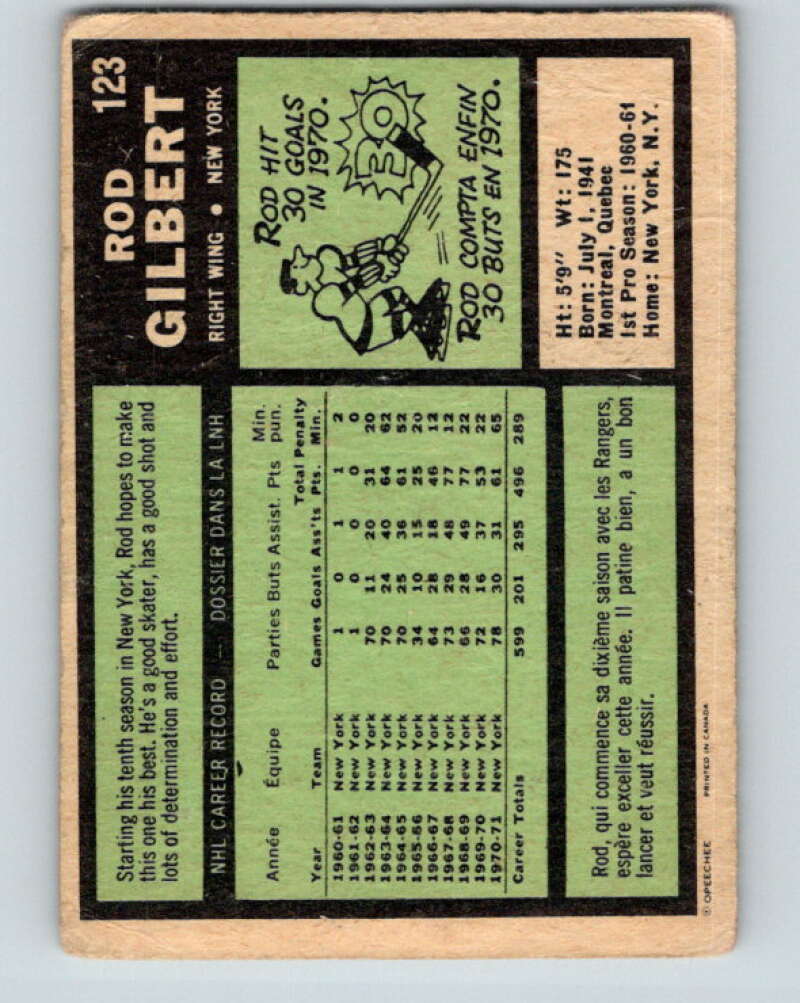 123
ROD
GILBERT
RIGHT WING • NEW YORK
Starting his tenth season in New York, Rod hopes to make
this one his best. He's a good skater, has a good shot and
lots of determination and effort.
ROD HIT
30 GOALS
IN 1970.
30
ROD COMPTA ENFIN
30 BUTS EN 1970.
Ht: 5'9" Wt: 175
Born: July 1, 1941
Montreal, Quebec
1st Pro Season: 1960-61
Home: New York, N.Y.
NHL CAREER RECORD — DOSSIER DANS LA LNH
Année Équipe Parties Buts Assist. Pts Min. pun.
Year Team Games Goals Ass'ts Total Pts. Penalty Min.
1960-61 New York 1 0 1 1 2
1961-62 New York 1 0 0 0 0
1962-63 New York 70 11 20 31 20
1963-64 New York 70 24 40 64 62
1964-65 New York 70 25 36 61 52
1965-66 New York 34 10 15 25 20
1966-67 New York 64 28 18 46 12
1967-68 New York 73 29 48 77 12
1968-69 New York 66 28 49 77 22
1969-70 New York 72 16 37 53 22
1970-71 New York 78 30 31 61 65
Career Totals 599 201 295 496 289
Rod, qui commence sa dixième saison avec les Rangers,
espère exceller cette année. Il patine bien, a un bon
lancer et veut réussir.
© OPEECHEE PRINTED IN CANADA